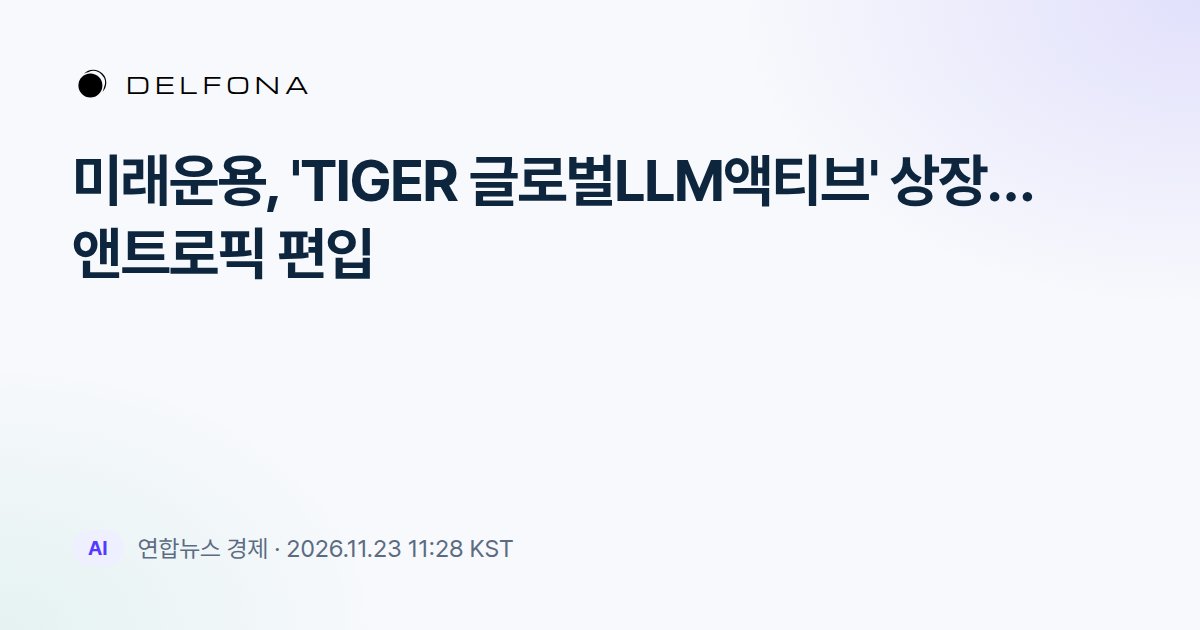 DELFONA
미래운용, 'TIGER 글로벌LLM액티브' 상장…
앤트로픽 편입
AI 연합뉴스 경제 · 2026.11.23 11:28 KST